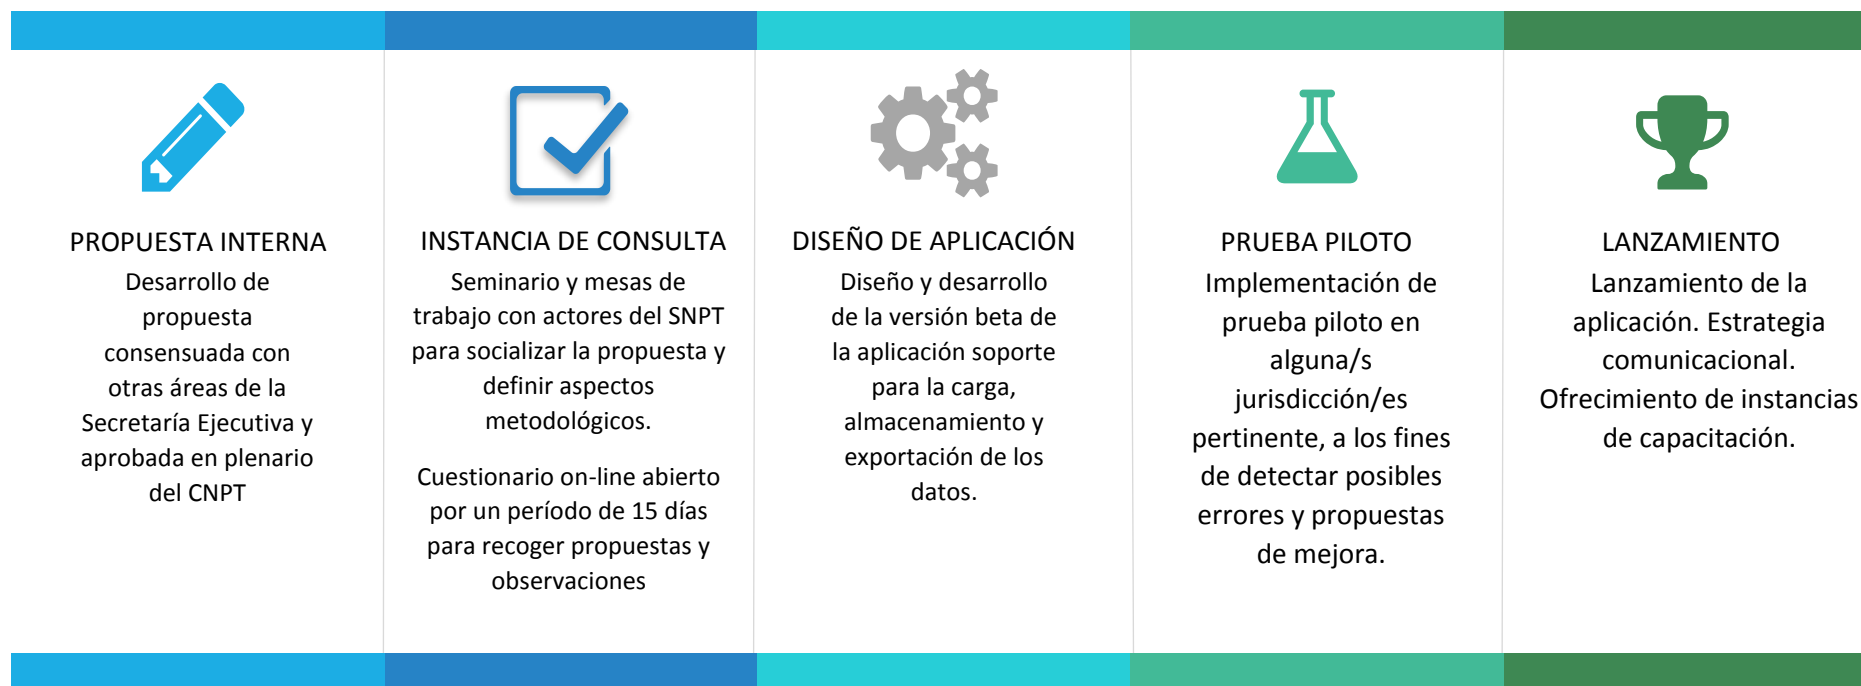 PROPUESTA INTERNA
Desarrollo de
propuesta
consensuada con
otras áreas de la
Secretaría Ejecutiva y
aprobada en plenario
del CNPT
INSTANCIA DE CONSULTA
Seminario y mesas de
trabajo con actores del SNPT
para socializar la propuesta y
definir aspectos
metodológicos.
Cuestionario on-line abierto
por un período de 15 días
para recoger propuestas y
observaciones
DISEÑO DE APLICACIÓN
Diseño y desarrollo
de la versión beta de
la aplicación soporte
para la carga,
almacenamiento y
exportación de los
datos.
PRUEBA PILOTO
Implementación de
prueba piloto en
alguna/s
jurisdicción/es
pertinente, a los fines
de detectar posibles
errores y propuestas
de mejora.
LANZAMIENTO
Lanzamiento de la
aplicación. Estrategia
comunicacional.
Ofrecimiento de instancias
de capacitación.